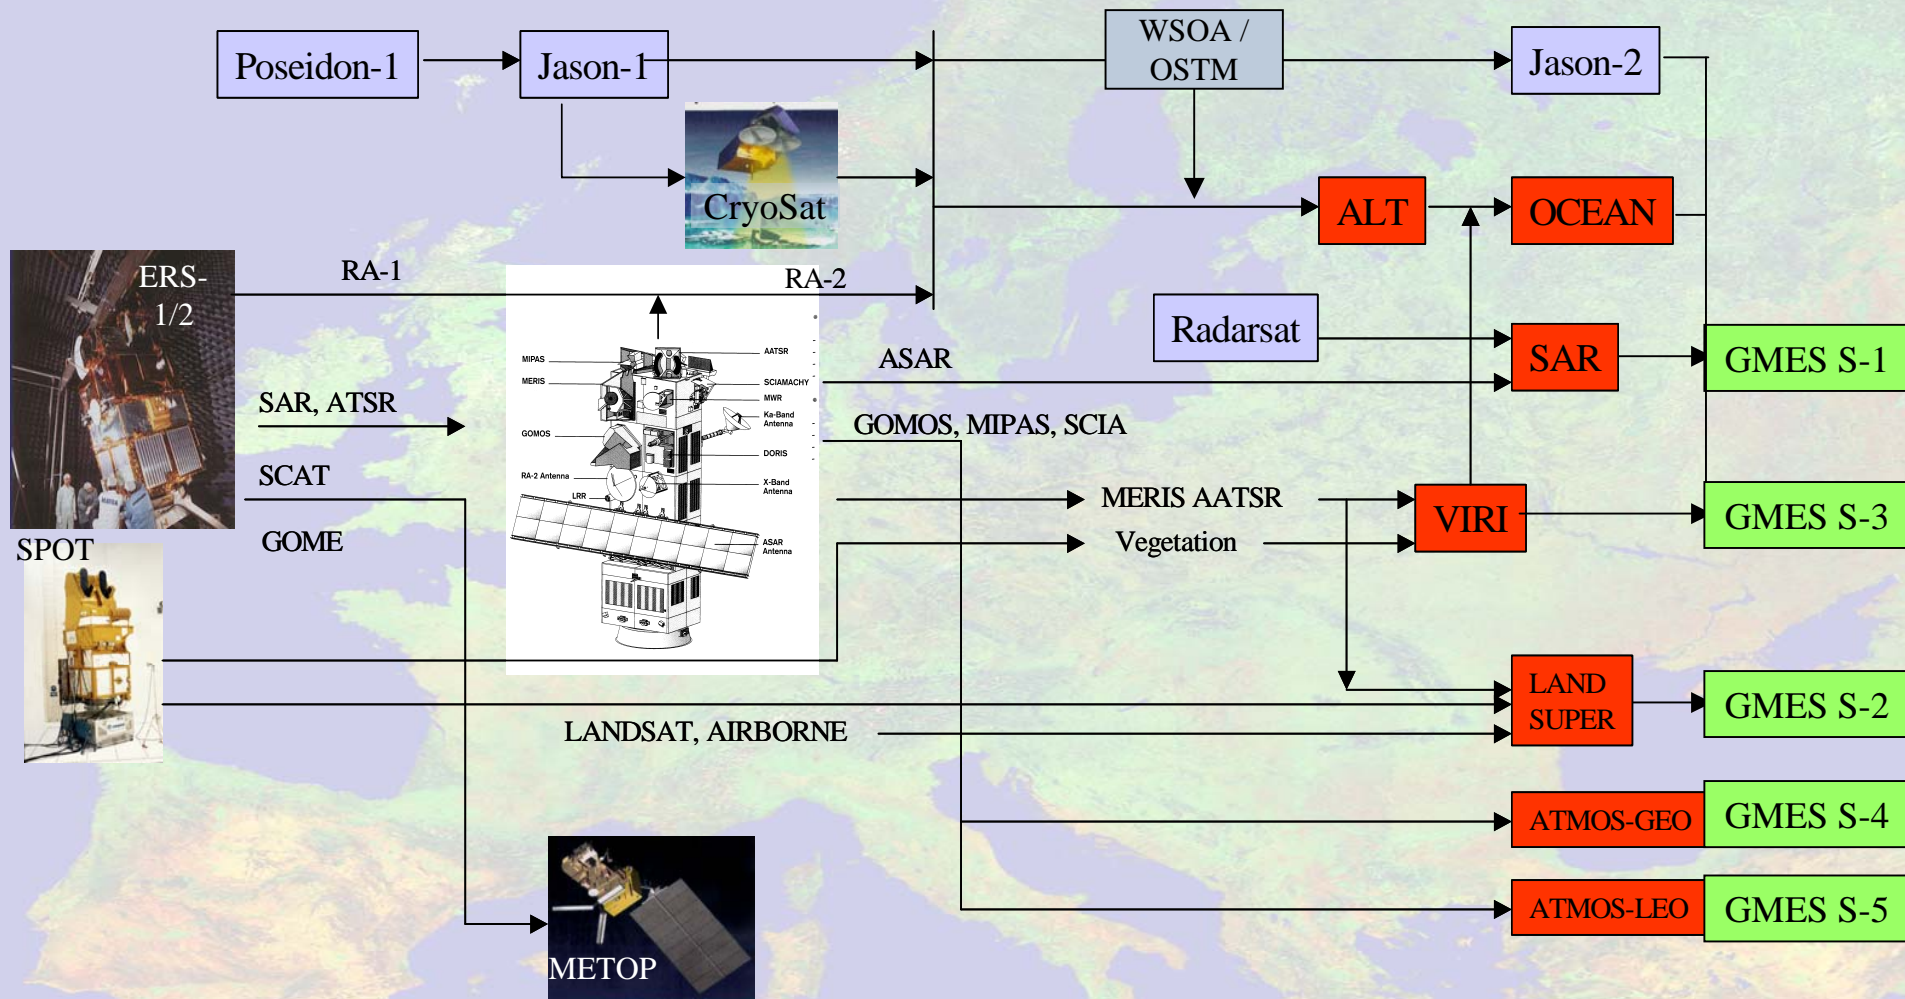 Poseidon-1
Jason-1
WSOA /
OSTM
Jason-2
CryoSat
ALT
OCEAN
ERS-
1/2
RA-1
RA-2
Radarsat
SAR
GMES S-1
MIPAS
AATSR
MERIS
SCIAMACHY
MWR
Ka-Band
Antenna
GOMOS
DORIS
RA-2 Antenna
X-Band
Antenna
LRR
ASAR
Antenna
ASAR
SAR, ATSR
GOMOS, MIPAS, SCIA
SCAT
MERIS AATSR
VIRI
GMES S-3
GOME
Vegetation
SPOT
LAND
SUPER
GMES S-2
LANDSAT, AIRBORNE
ATMOS-GEO
GMES S-4
ATMOS-LEO
GMES S-5
METOP